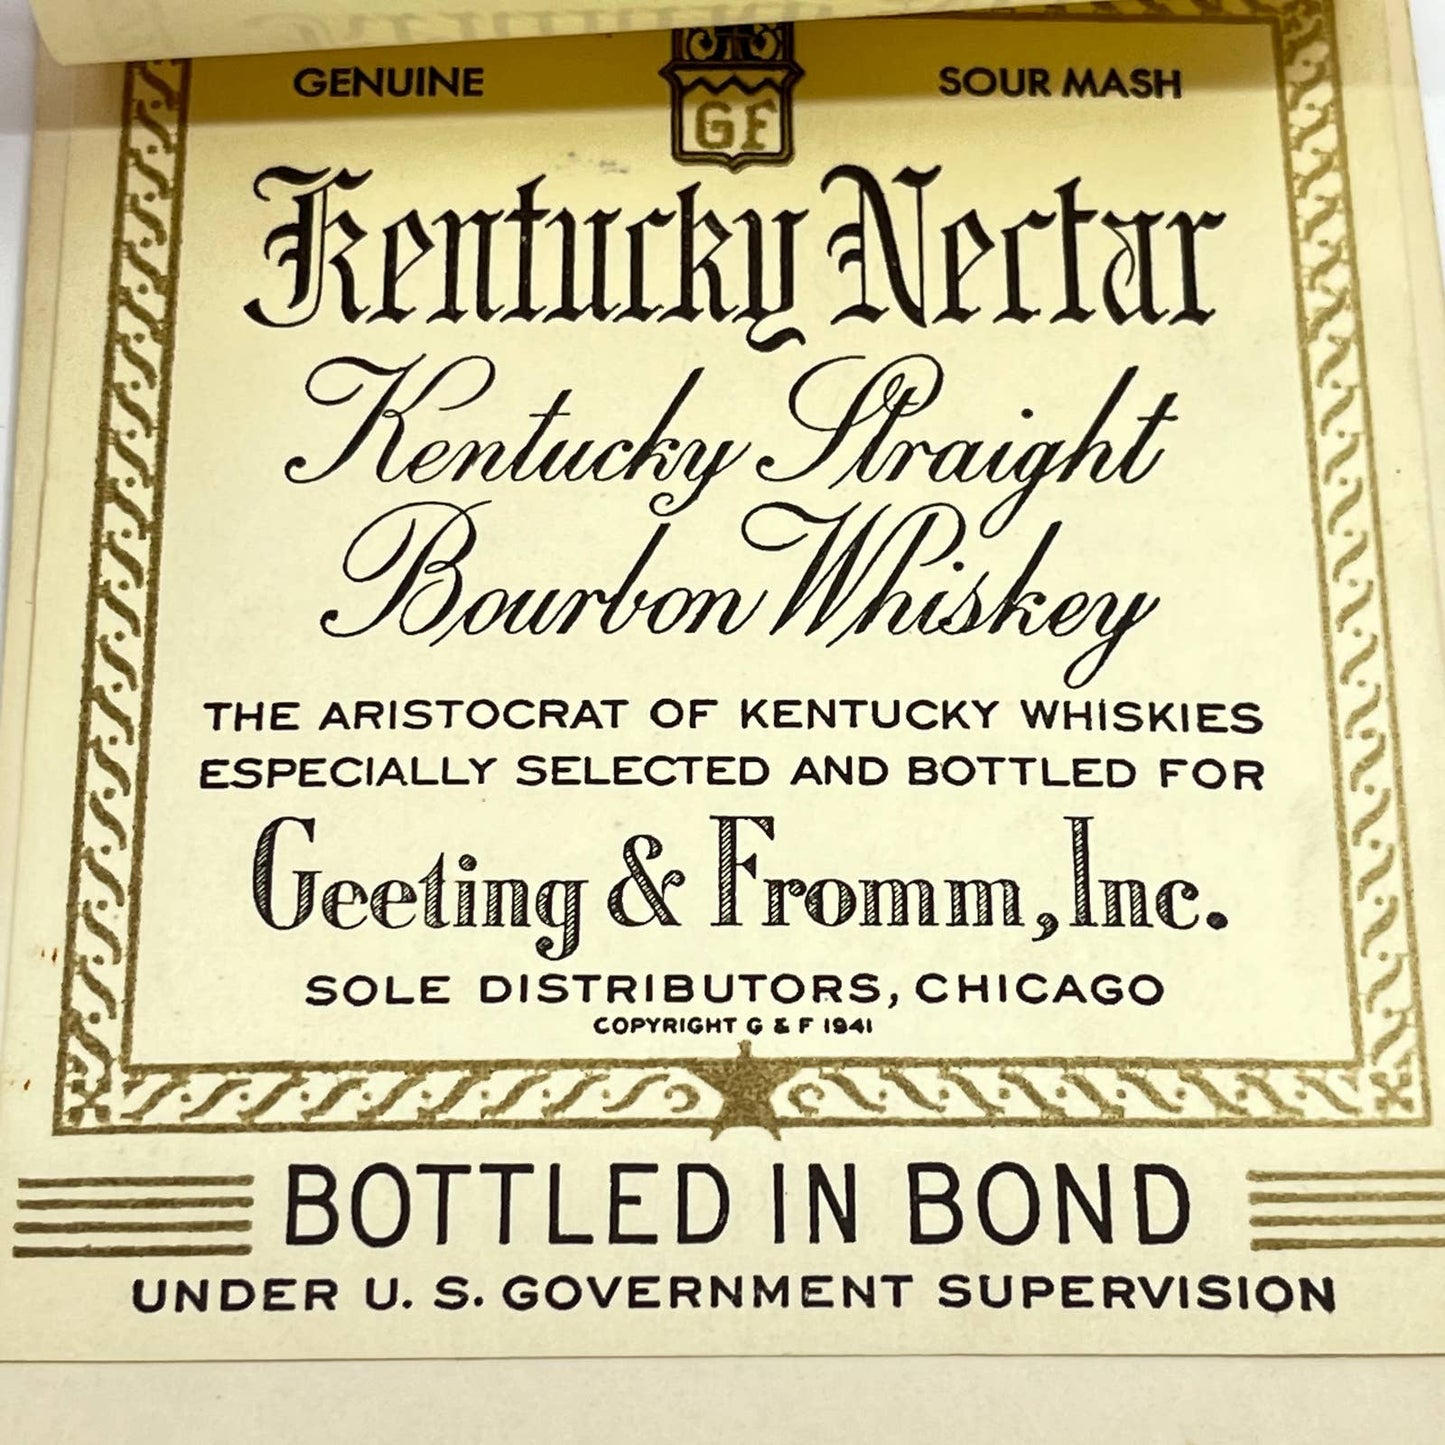 GENUINE
GF
SOUR MASH
Kentucky Nectar
Kentucky Straight
Bourbon Whiskey
THE ARISTOCRAT OF KENTUCKY WHISKIES
ESPECIALLY SELECTED AND BOTTLED FOR
Geeting & Fromm, Inc.
SOLE DISTRIBUTORS, CHICAGO
COPYRIGHT G & F 1941
BOTTLED IN BOND
UNDER U. S. GOVERNMENT SUPERVISION